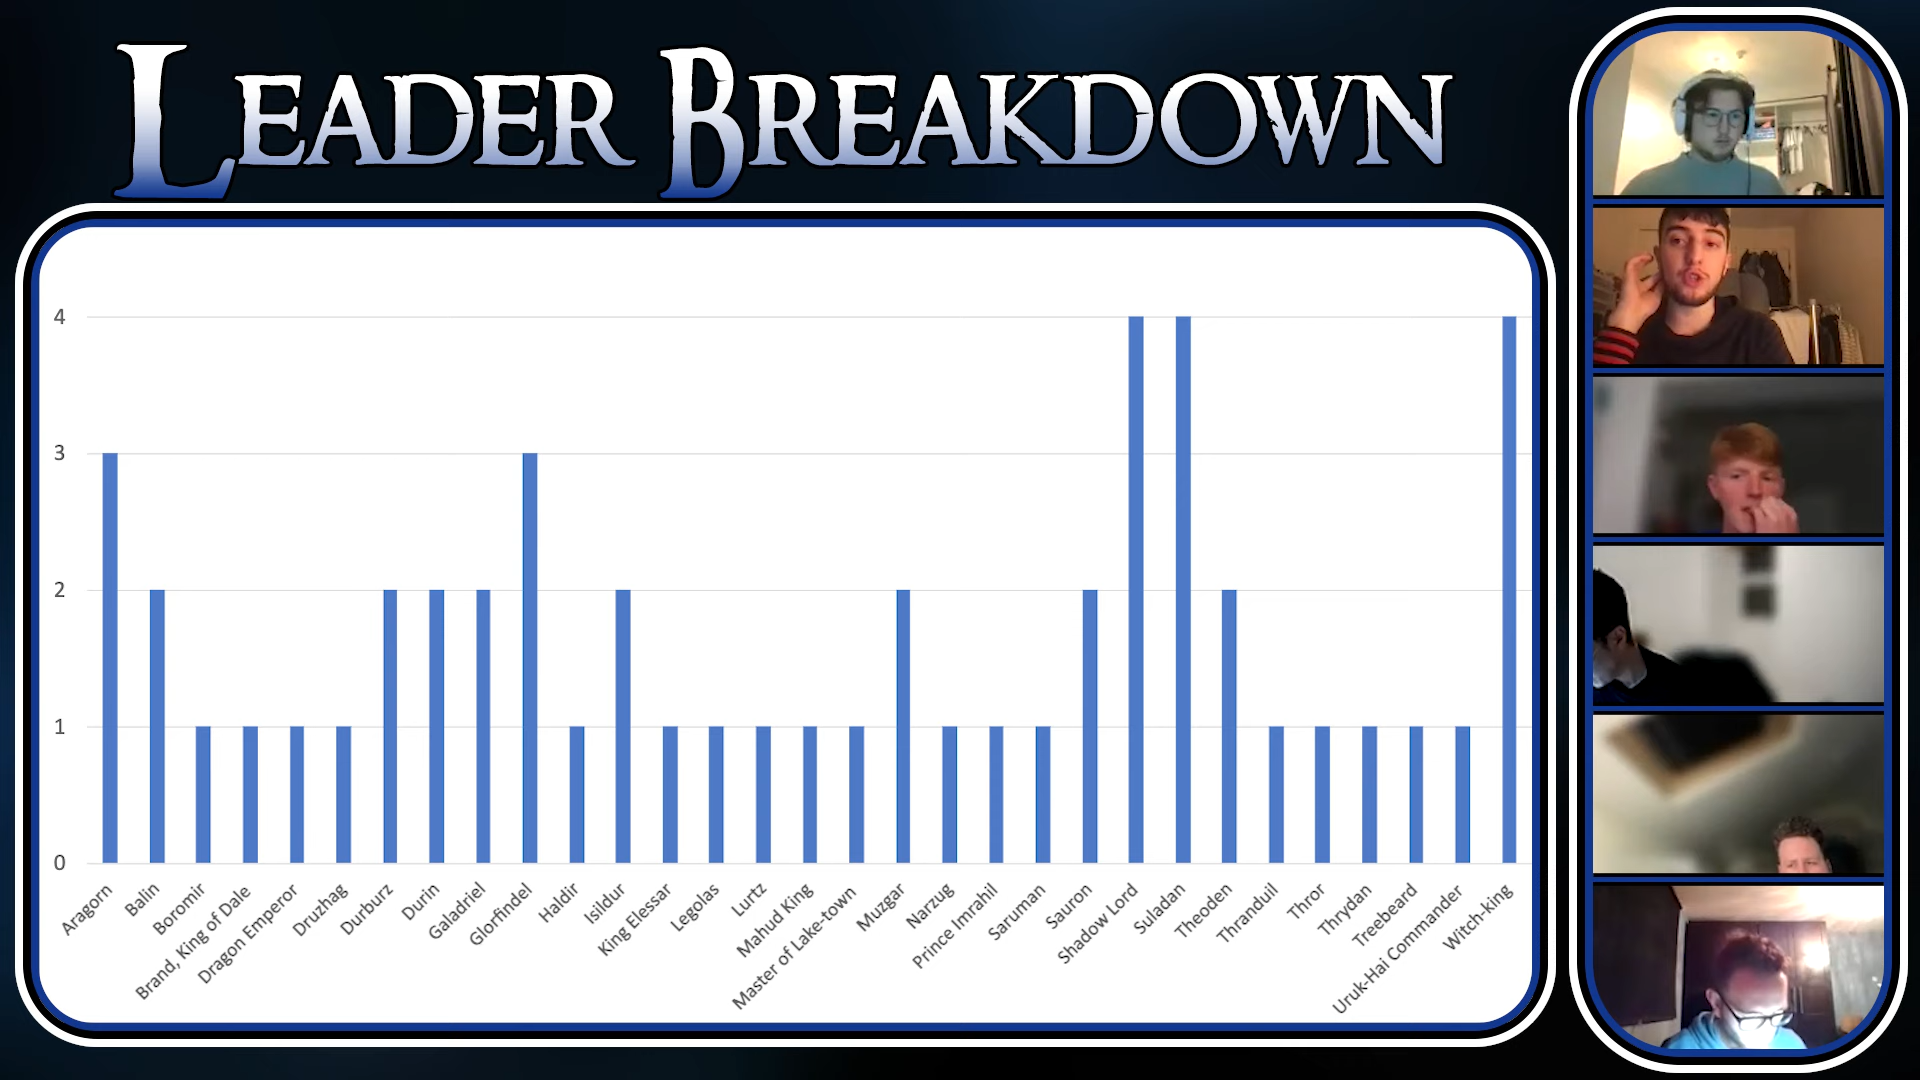 LEADER BREAKDOWN
4
3
2
1
0
Aragorn
Balin
Boromir
Brand, King of Dale
Dragon Emperor
Druzhag
Durburz
Durin
Galadriel
Glorfindel
Haldir
Isildur
King Elessar
Legolas
Lurtz
Mahud King
Master of Lake-town
Muzgar
Narzug
Prince Imrahil
Saruman
Sauron
Shadow Lord
Suladan
Theoden
Thranduil
Thror
Thrydan
Treebeard
Uruk-Hai Commander
Witch-king